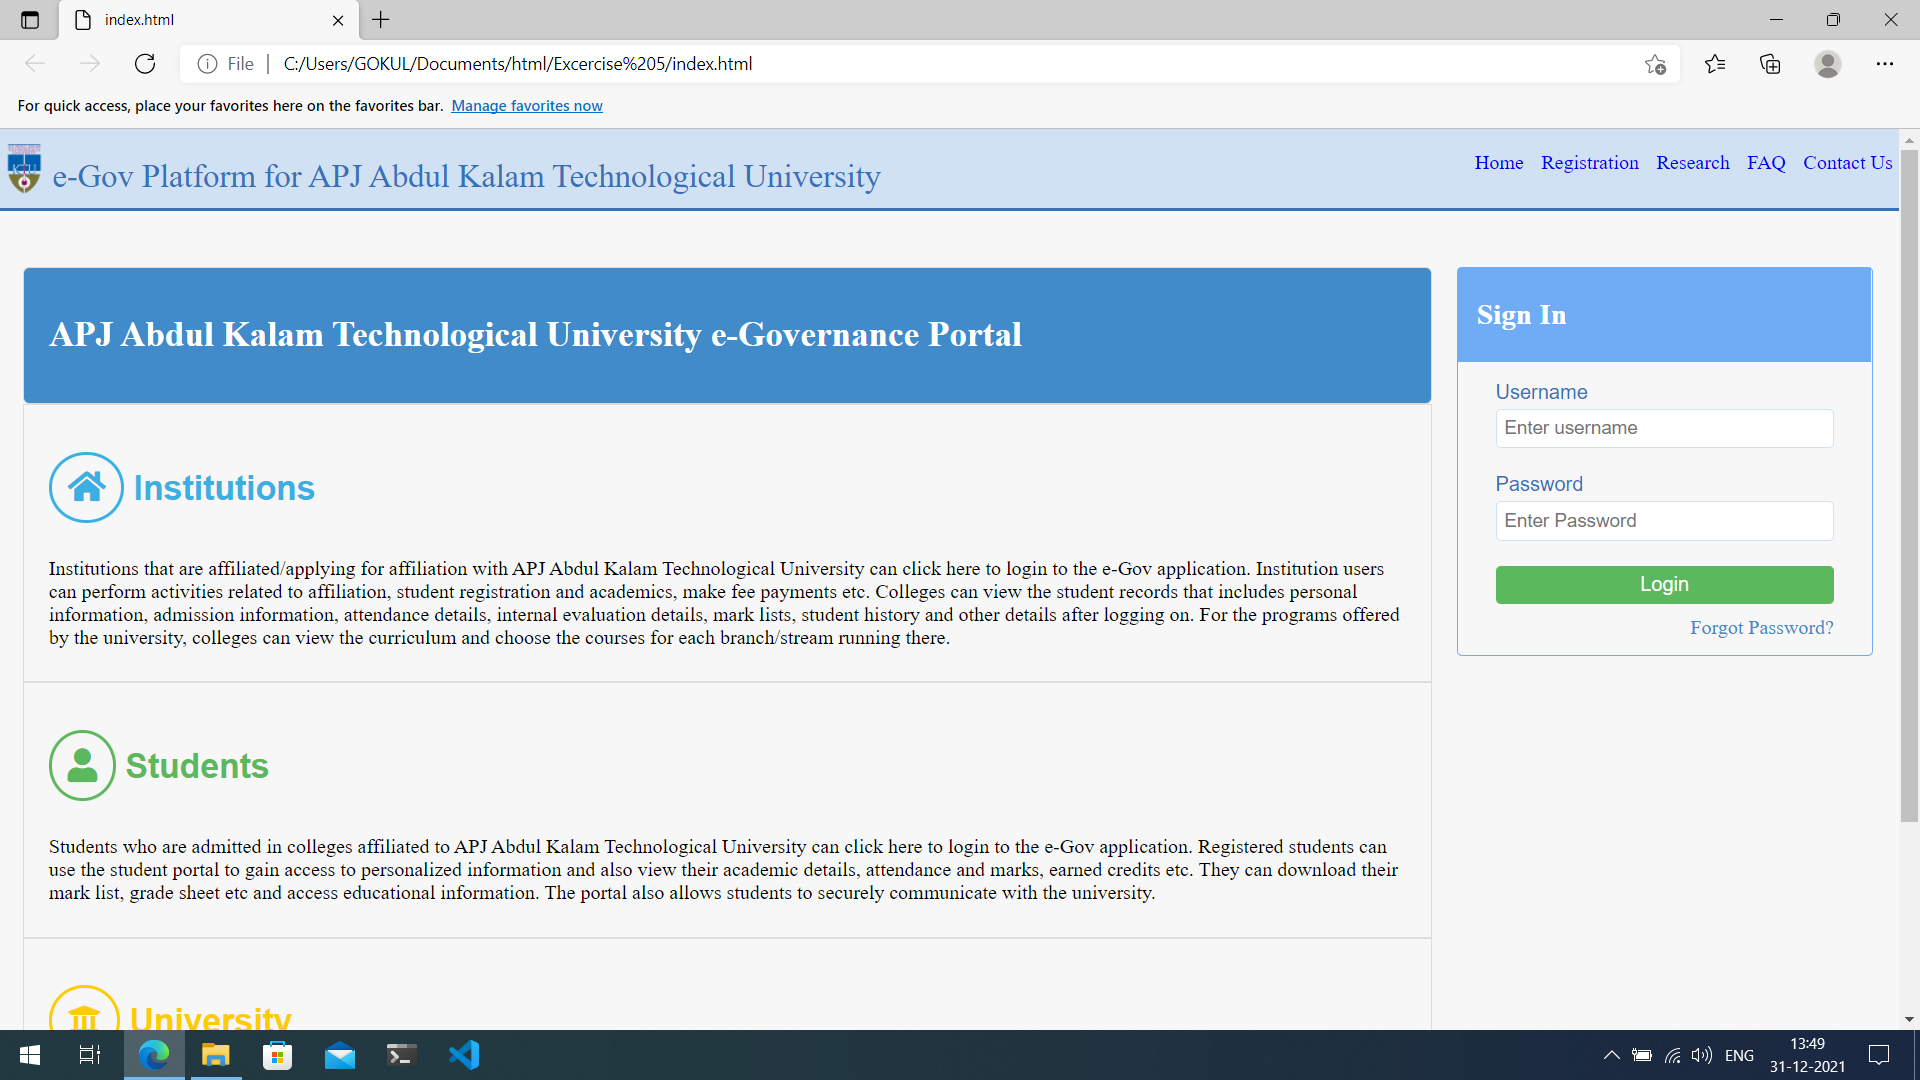 index.html
File
C:/Users/GOKUL/Documents/html/Excercise%205/index.html
For quick access, place your favorites here on the favorites bar. Manage favorites now
KTU
e-Gov Platform for APJ Abdul Kalam Technological University
Home Registration Research FAQ Contact Us
APJ Abdul Kalam Technological University e-Governance Portal
Institutions
Institutions that are affiliated/applying for affiliation with APJ Abdul Kalam Technological University can click here to login to the e-Gov application. Institution users
can perform activities related to affiliation, student registration and academics, make fee payments etc. Colleges can view the student records that includes personal
information, admission information, attendance details, internal evaluation details, mark lists, student history and other details after logging on. For the programs offered
by the university, colleges can view the curriculum and choose the courses for each branch/stream running there.
Students
Students who are admitted in colleges affiliated to APJ Abdul Kalam Technological University can click here to login to the e-Gov application. Registered students can
use the student portal to gain access to personalized information and also view their academic details, attendance and marks, earned credits etc. They can download their
mark list, grade sheet etc and access educational information. The portal also allows students to securely communicate with the university.
University
Sign In
Username
Enter username
Password
Enter Password
Login
Forgot Password?
ENG
13:49
31-12-2021